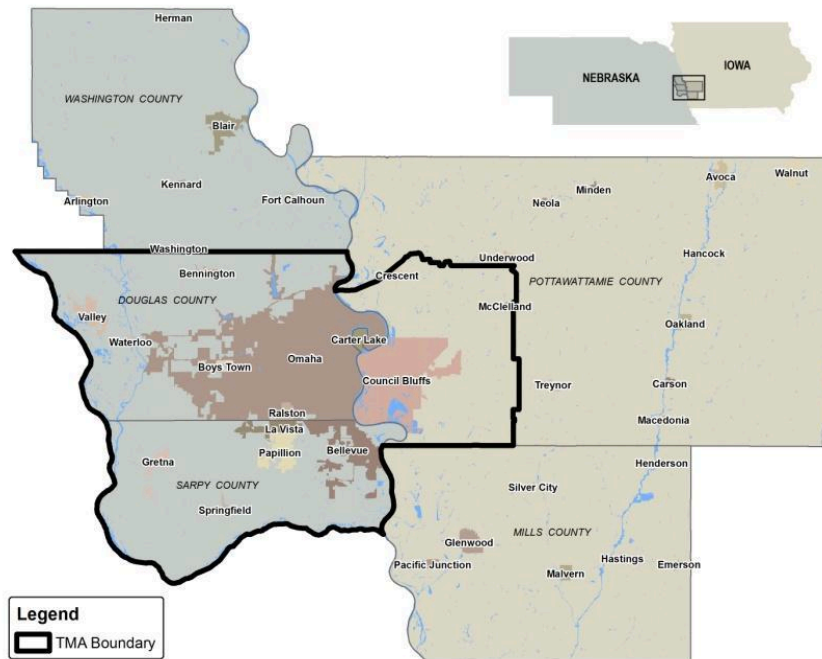 Herman
NEBRASKA
IOWA
WASHINGTON COUNTY
Blair
Arlington
Kennard
Fort Calhoun
Neola
Minden
Avoca
Walnut
Washington
Bennington
Crescent
Underwood
Hancock
DOUGLAS COUNTY
POTTAWATTAMIE COUNTY
Valley
Waterloo
McClelland
Oakland
Carter Lake
Boys Town
Omaha
Council Bluffs
Treynor
Carson
Ralston
Macedonia
La Vista
Papillion
Bellevue
Gretna
Henderson
SARPY COUNTY
Silver City
Springfield
MILLS COUNTY
Glenwood
Pacific Junction
Malvern
Hastings
Emerson
Legend
TMA Boundary